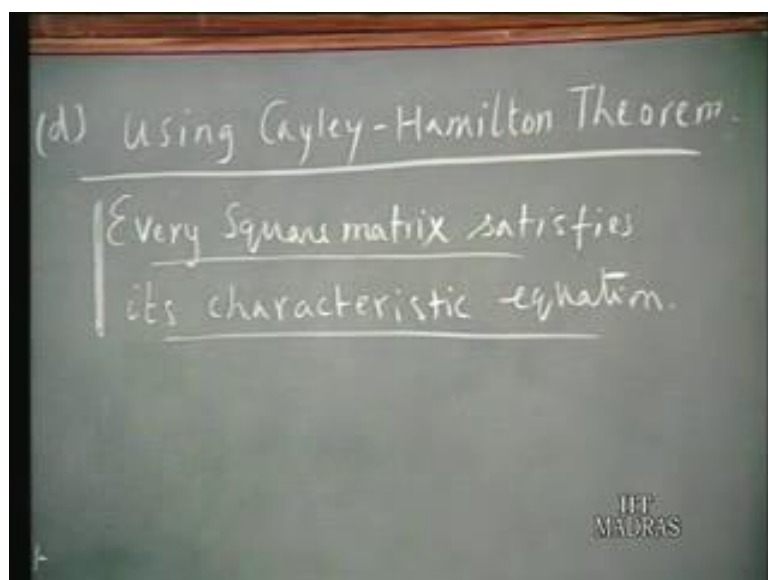 (d) Using Cayley-Hamilton Theorem.
Every Square matrix satisfies
its characteristic equation.
IIT
MADRAS